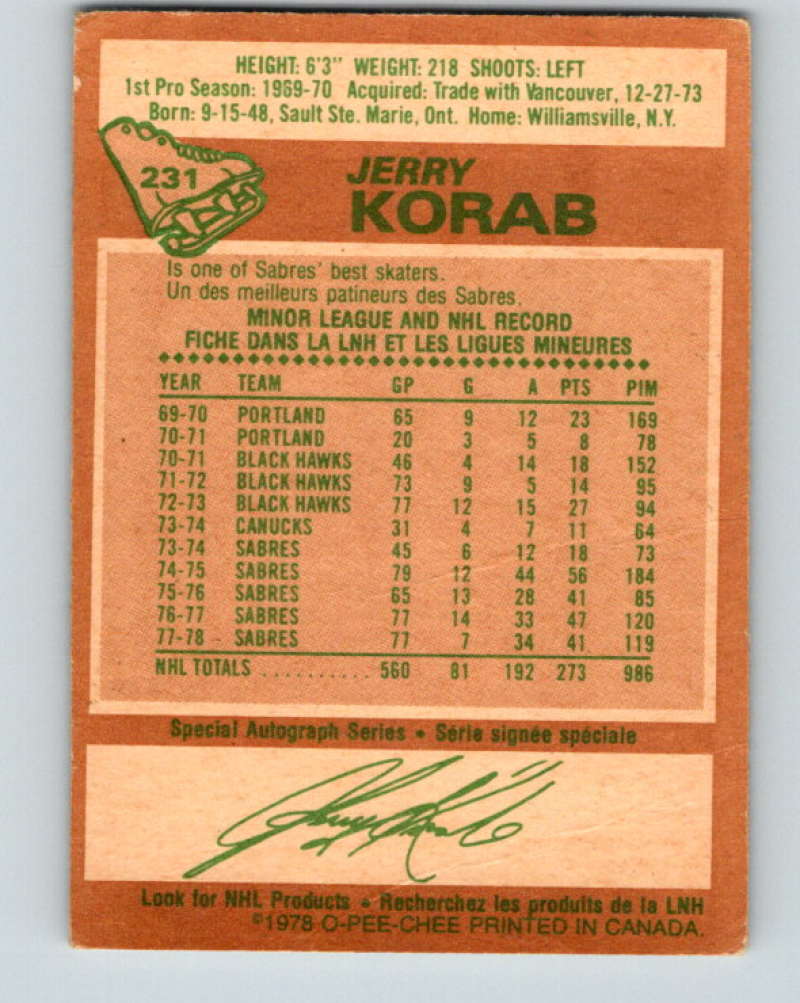 HEIGHT: 6'3" WEIGHT: 218 SHOOTS: LEFT
1st Pro Season: 1969-70 Acquired: Trade with Vancouver, 12-27-73
Born: 9-15-48, Sault Ste. Marie, Ont. Home: Williamsville, N.Y.
231
JERRY
KORAB
Is one of Sabres' best skaters.
Un des meilleurs patineurs des Sabres.
MINOR LEAGUE AND NHL RECORD
FICHE DANS LA LNH ET LES LIGUES MINEURES
YEAR TEAM GP G A PTS PIM
69-70 PORTLAND 65 9 12 23 169
70-71 PORTLAND 20 3 5 8 78
70-71 BLACK HAWKS 46 4 14 18 152
71-72 BLACK HAWKS 73 9 5 14 95
72-73 BLACK HAWKS 77 12 15 27 94
73-74 CANUCKS 31 4 7 11 64
73-74 SABRES 45 6 12 18 73
74-75 SABRES 79 12 44 56 184
75-76 SABRES 65 13 28 41 85
76-77 SABRES 77 14 33 47 120
77-78 SABRES 77 7 34 41 119
NHL TOTALS .......... 560 81 192 273 986
Special Autograph Series • Série signée spéciale
Jerry Korab
Look for NHL Products • Recherchez les produits de la LNH
©1978 O-PEE-CHEE PRINTED IN CANADA.